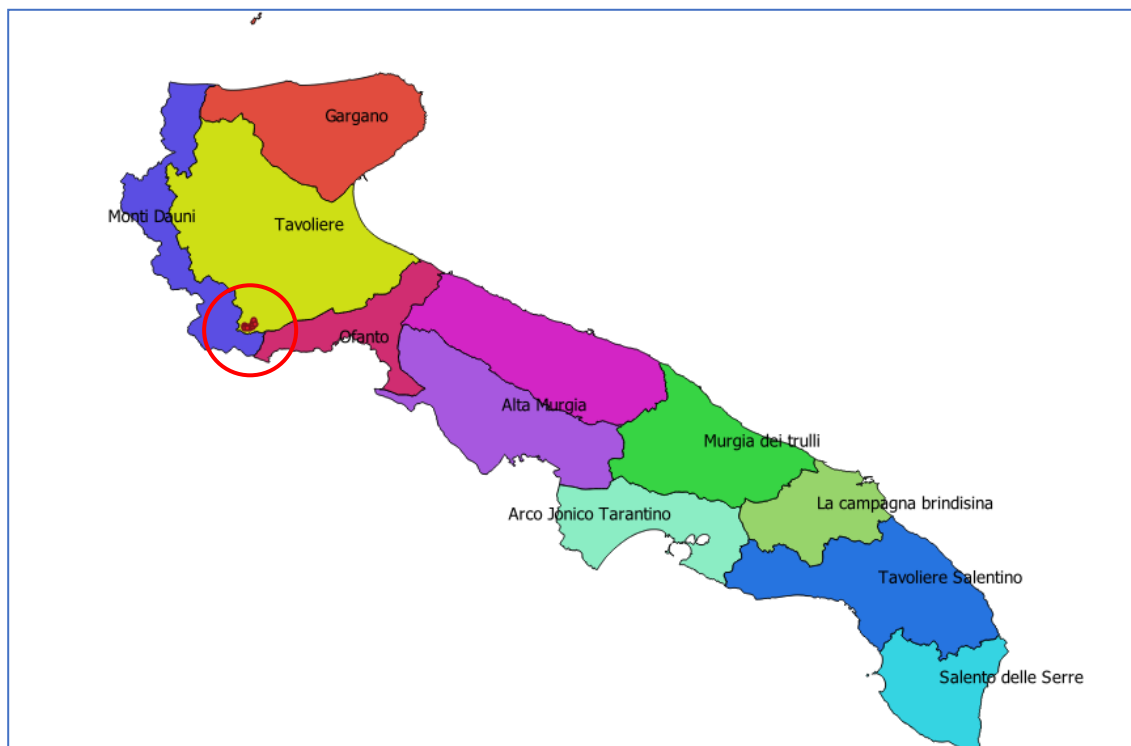 Gargano
Monti Dauni
Tavoliere
Ofanto
Alta Murgia
Murgia dei trulli
La campagna brindisina
Arco Jonico Tarantino
Tavoliere Salentino
Salento delle Serre